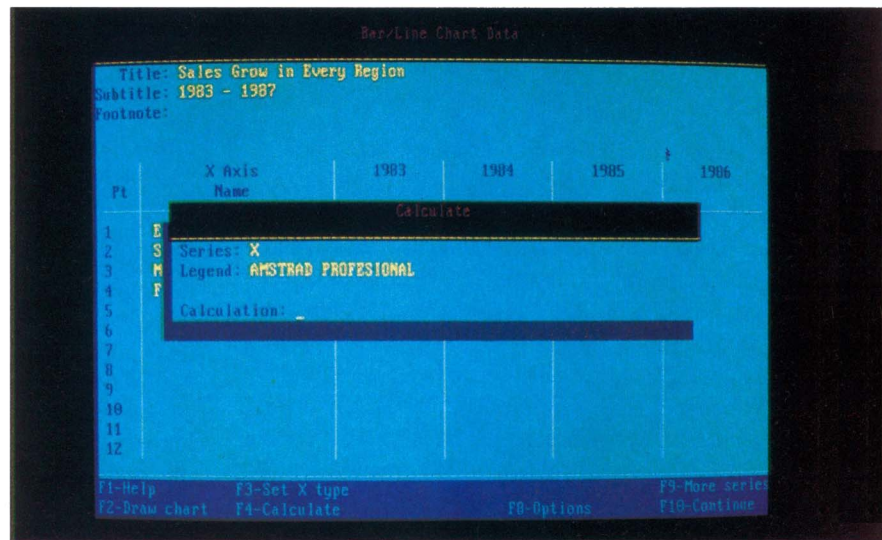 Bar/Line Chart Data
Title: Sales Grow in Every Region
Subtitle: 1983 - 1987
Footnote:
X Axis 1983 1984 1985 1986
Pt Name
Calculate
1 E
2 S Series: X
3 M Legend: AMSTRAD PROFESIONAL
4 F
5 Calculation: _
6
7
8
9
10
11
12
F1-Help F3-Set X type F9-More series
F2-Draw chart F4-Calculate F8-Options F10-Continue